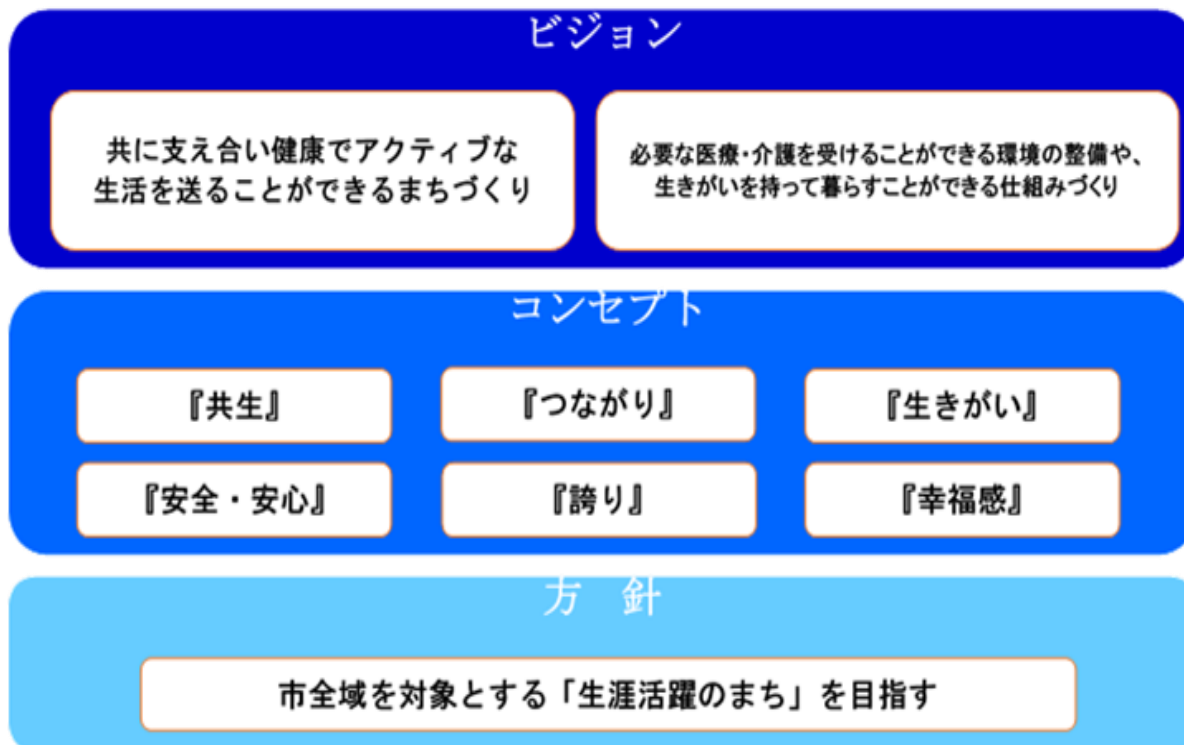 ビジョン
共に支え合い健康でアクティブな
生活を送ることができるまちづくり
必要な医療・介護を受けることができる環境の整備や、
生きがいを持って暮らすことができる仕組みづくり
コンセプト
『共生』
『つながり』
『生きがい』
『安全・安心』
『誇り』
『幸福感』
方　針
市全域を対象とする「生涯活躍のまち」を目指す